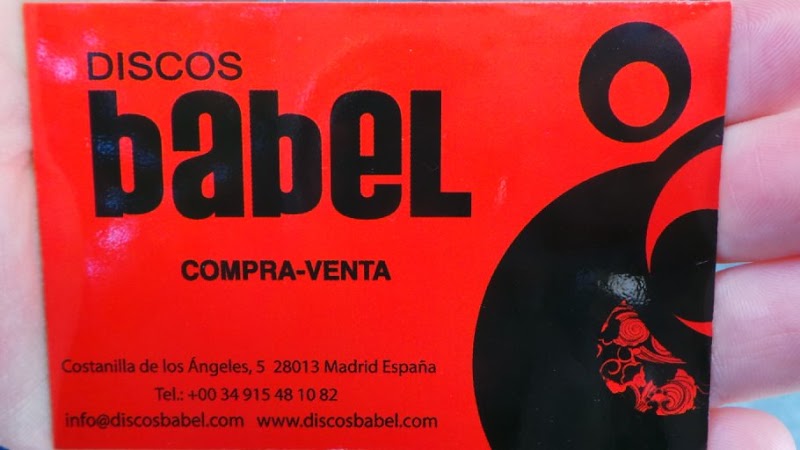 DISCOS
babeL
COMPRA-VENTA
Costanilla de los Ángeles, 5 28013 Madrid España
Tel.: +00 34 915 48 10 82
info@discosbabel.com www.discosbabel.com